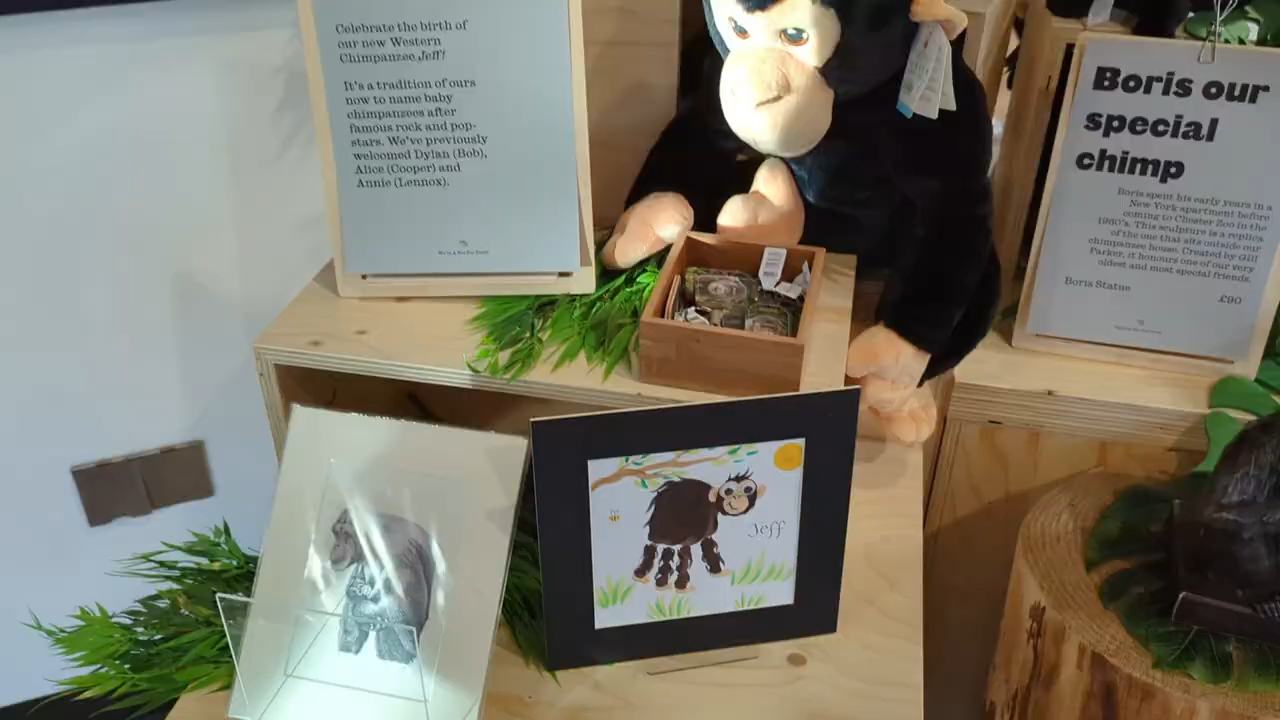 Celebrate the birth of
our new Western
Chimpanzee Jeff!
It's a tradition of ours
now to name baby
chimpanzees after
famous rock and pop-
stars. We've previously
welcomed Dylan (Bob),
Alice (Cooper) and
Annie (Lennox).
Boris our
special
chimp
Boris spent his early years in a
New York apartment before
coming to Chester Zoo in the
1960's. This sculpture is a replica
of the one that sits outside our
chimpanzee house. Created by Gill
Parker, it honours one of our very
oldest and most special friends.
Boris Statue
£90
Jeff